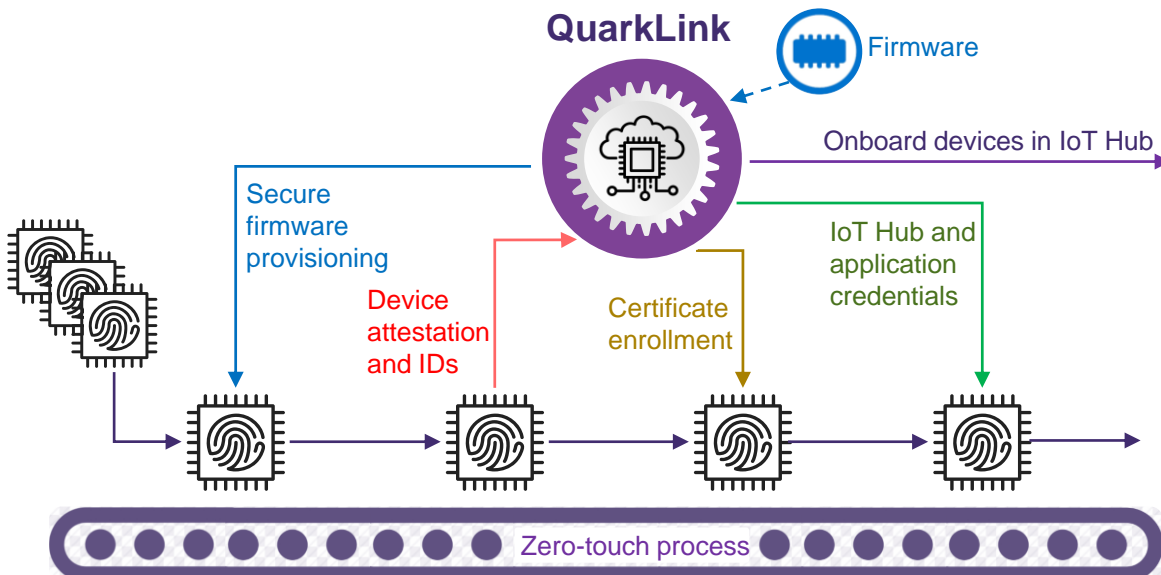 QuarkLink
Firmware
Onboard devices in IoT Hub
Secure
firmware
provisioning
Device
attestation
and IDs
Certificate
enrollment
IoT Hub and
application
credentials
Zero-touch process